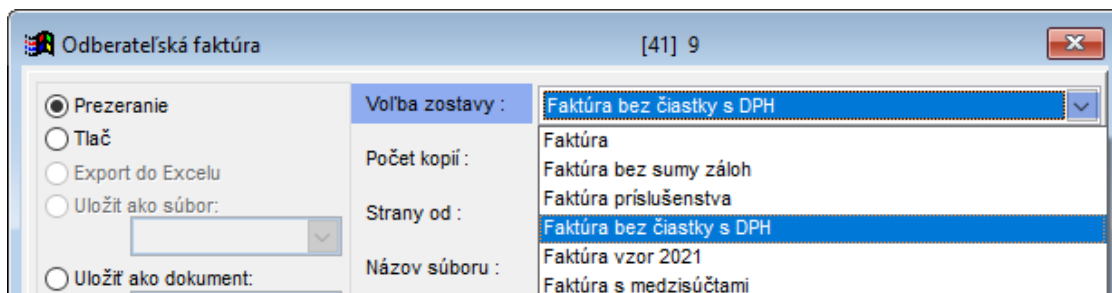 Odberateľská faktúra [41] 9
Prezeranie
Tlač
Export do Excelu
Uložit ako súbor:
Uložiť ako dokument:
Voľba zostavy : Faktúra bez čiastky s DPH
Počet kopií :
Strany od :
Názov súboru :
Faktúra
Faktúra bez sumy záloh
Faktúra príslušenstva
Faktúra bez čiastky s DPH
Faktúra vzor 2021
Faktúra s medzisúčtami